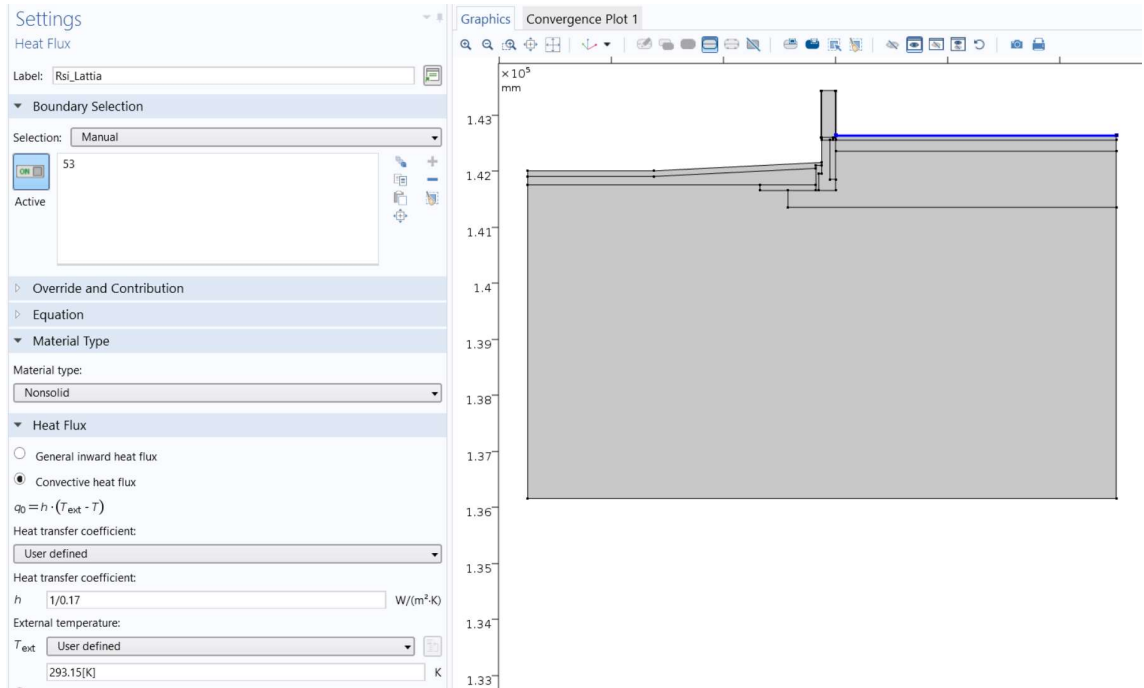 Settings
Heat Flux
Label: Rsi_Lattia
Boundary Selection
Selection: Manual
ON
53
Active
Override and Contribution
Equation
Material Type
Material type:
Nonsolid
Heat Flux
General inward heat flux
Convective heat flux
q₀ = h · (T_ext - T)
Heat transfer coefficient:
User defined
Heat transfer coefficient:
h 1/0.17 W/(m²·K)
External temperature:
T_ext User defined
293.15[K] K
Graphics Convergence Plot 1
×10⁵
mm
1.43
1.42
1.41
1.4
1.39
1.38
1.37
1.36
1.35
1.34
1.33